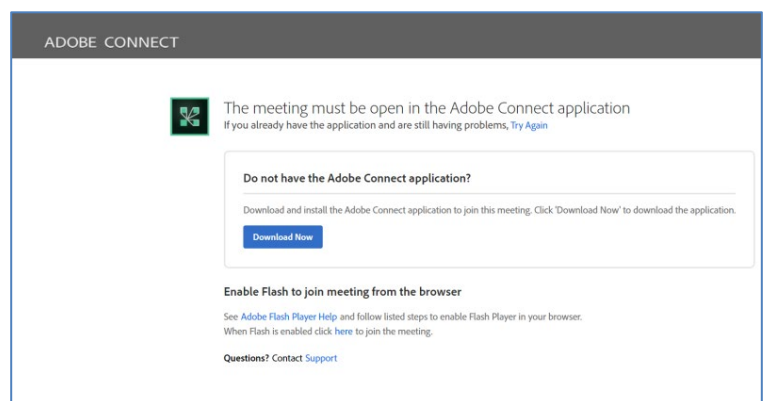 ADOBE CONNECT
The meeting must be open in the Adobe Connect application
If you already have the application and are still having problems, Try Again
Do not have the Adobe Connect application?
Download and install the Adobe Connect application to join this meeting. Click 'Download Now' to download the application.
Download Now
Enable Flash to join meeting from the browser
See Adobe Flash Player Help and follow listed steps to enable Flash Player in your browser.
When Flash is enabled click here to join the meeting.
Questions? Contact Support